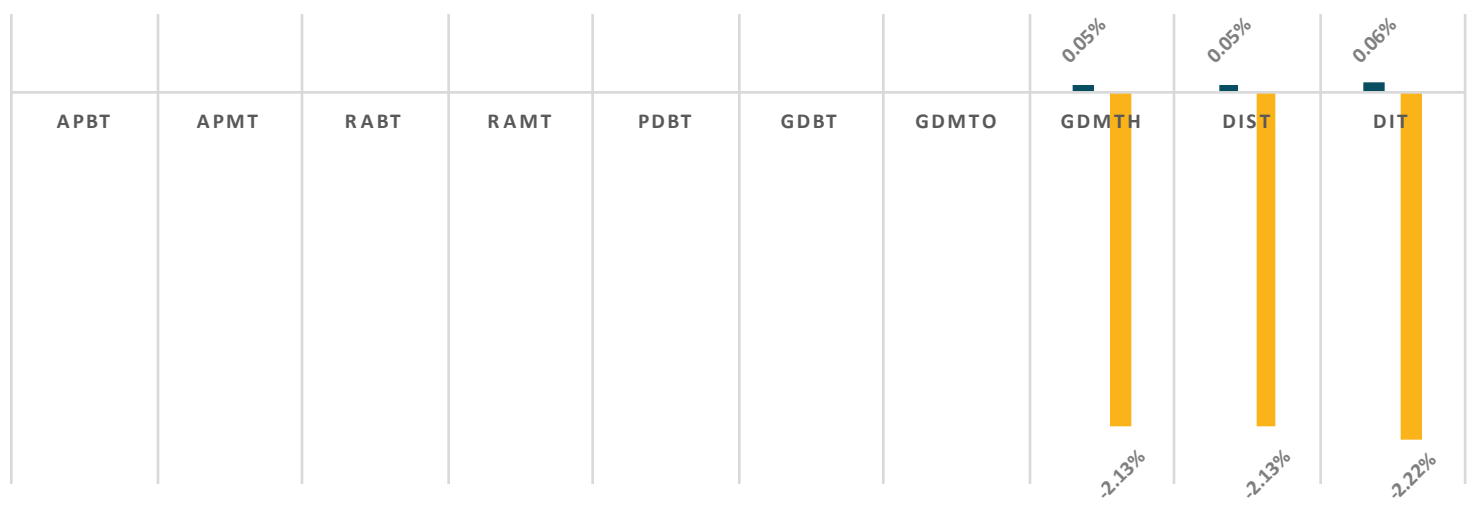 0.05% 0.05% 0.06%
APBT APMT RABT RAMT PDBT GDBT GDMTO GDMTH DIST DIT
-2.13% -2.13% -2.22%